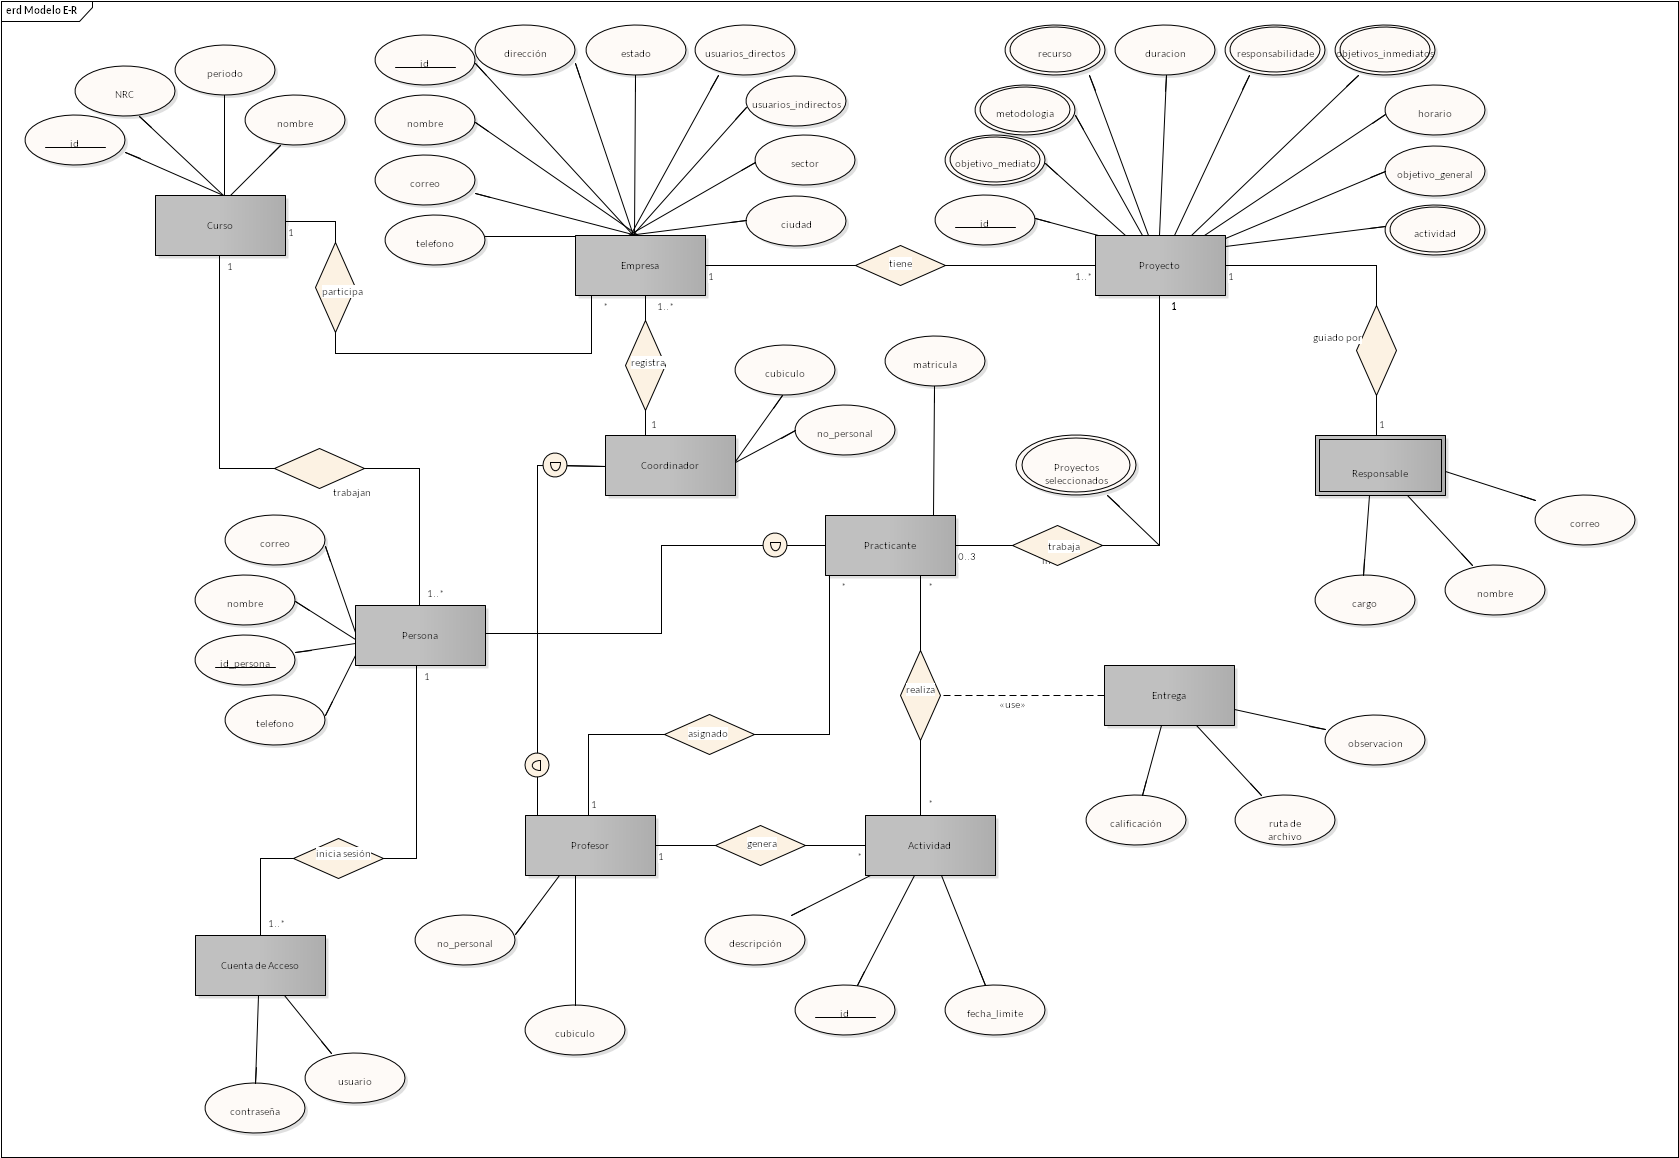 erd Modelo E-R
recurso
duracion
responsabilidade
objetivos_inmediatos
id
dirección
estado
usuarios_directos
periodo
NRC
usuarios_indirectos
metodologia
horario
nombre
nombre
id
objetivo_mediato
sector
objetivo_general
correo
id
ciudad
Curso
1
telefono
actividad
1
Empresa
1
tiene
1..*
Proyecto
1
participa
*
1..*
1
registra
guiado por
matricula
cubiculo
1
no_personal
1
Coordinador
Proyectos
seleccionados
Responsable
trabajan
correo
Practicante
0..3
trabaja
correo
*
*
1..*
nombre
cargo
nombre
Persona
id_persona
1
realiza
«use»
Entrega
telefono
asignado
observacion
1
*
calificación
ruta de
archivo
inicia sesión
Profesor
1
genera
*
Actividad
1..*
no_personal
descripción
Cuenta de Acceso
id
fecha_limite
cubiculo
usuario
contraseña